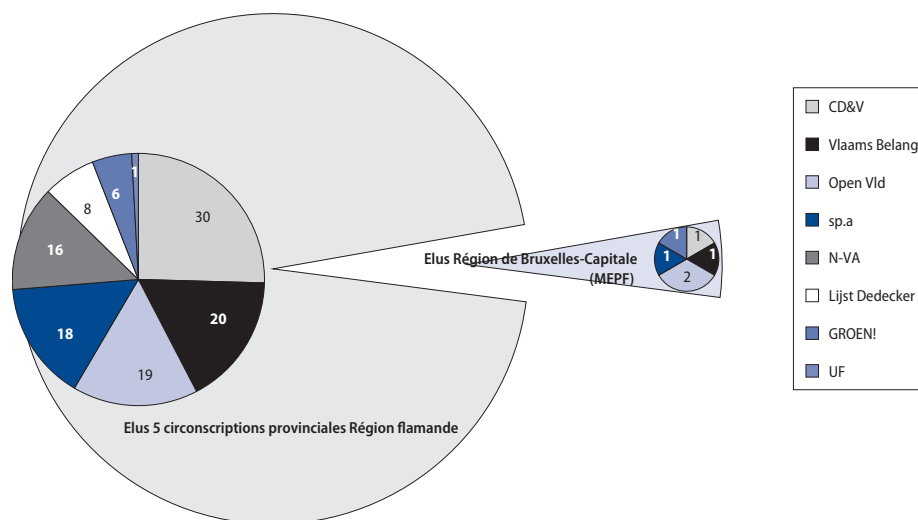 1
6
8
30
16
20
18
19
Elus 5 circonscriptions provinciales Région flamande
Elus Région de Bruxelles-Capitale
(MEPF)
1
1
1
1
2
CD&V
Vlaams Belang
Open Vld
sp.a
N-VA
Lijst Dedecker
GROEN!
UF